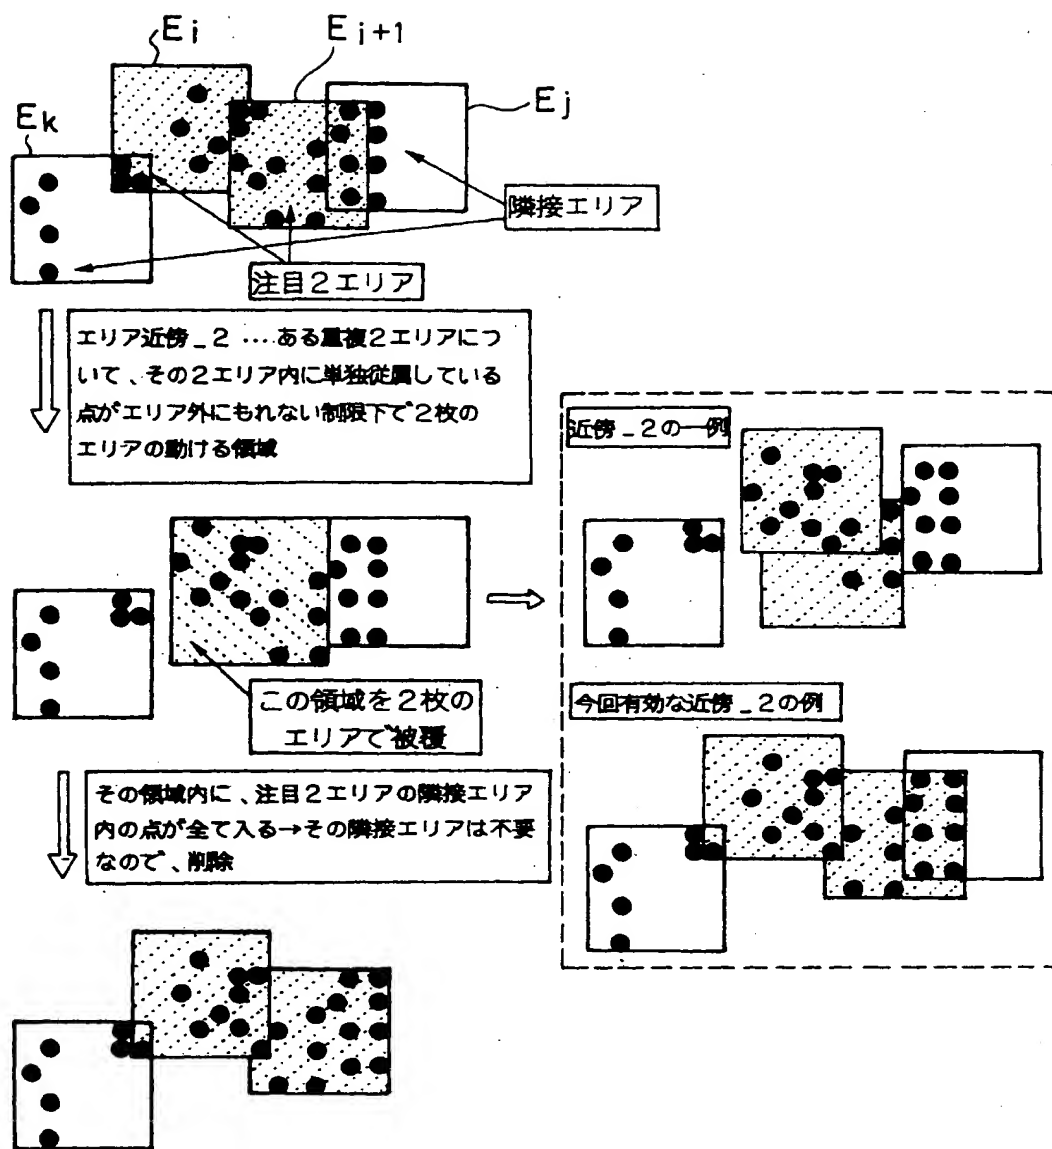 Ei
Ei+1
Ej
Ek
隣接エリア
注目2エリア
エリア近傍_2 …ある重複2エリアにつ
いて、その2エリア内に単独従属している
点がエリア外にもれない制限下で2枚の
エリアの動ける領域
近傍_2の一例
この領域を2枚の
エリアで被覆
今回有効な近傍_2の例
その領域内に、注目2エリアの隣接エリア
内の点が全て入る→その隣接エリアは不要
なので、削除